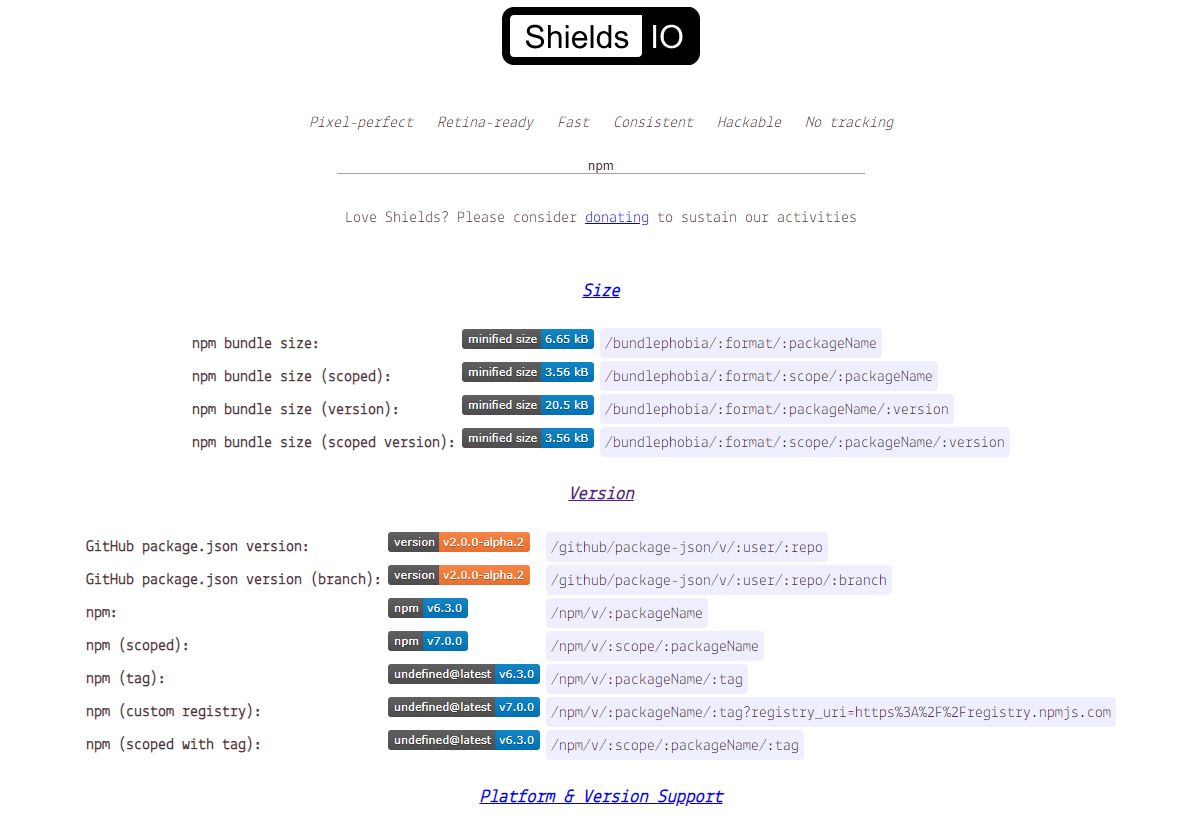 Shields IO
Pixel-perfect Retina-ready Fast Consistent Hackable No tracking
npm
Love Shields? Please consider donating to sustain our activities
Size
npm bundle size: minified size 6.65 kB /bundlephobia/:format/:packageName
npm bundle size (scoped): minified size 3.56 kB /bundlephobia/:format/:scope/:packageName
npm bundle size (version): minified size 20.5 kB /bundlephobia/:format/:packageName/:version
npm bundle size (scoped version): minified size 3.56 kB /bundlephobia/:format/:scope/:packageName/:version
Version
GitHub package.json version: version v2.0.0-alpha.2 /github/package-json/v/:user/:repo
GitHub package.json version (branch): version v2.0.0-alpha.2 /github/package-json/v/:user/:repo/:branch
npm: npm v6.3.0 /npm/v/:packageName
npm (scoped): npm v7.0.0 /npm/v/:scope/:packageName
npm (tag): undefined@latest v6.3.0 /npm/v/:packageName/:tag
npm (custom registry): undefined@latest v7.0.0 /npm/v/:packageName/:tag?registry_uri=https%3A%2F%2Fregistry.npmjs.com
npm (scoped with tag): undefined@latest v6.3.0 /npm/v/:scope/:packageName/:tag
Platform & Version Support